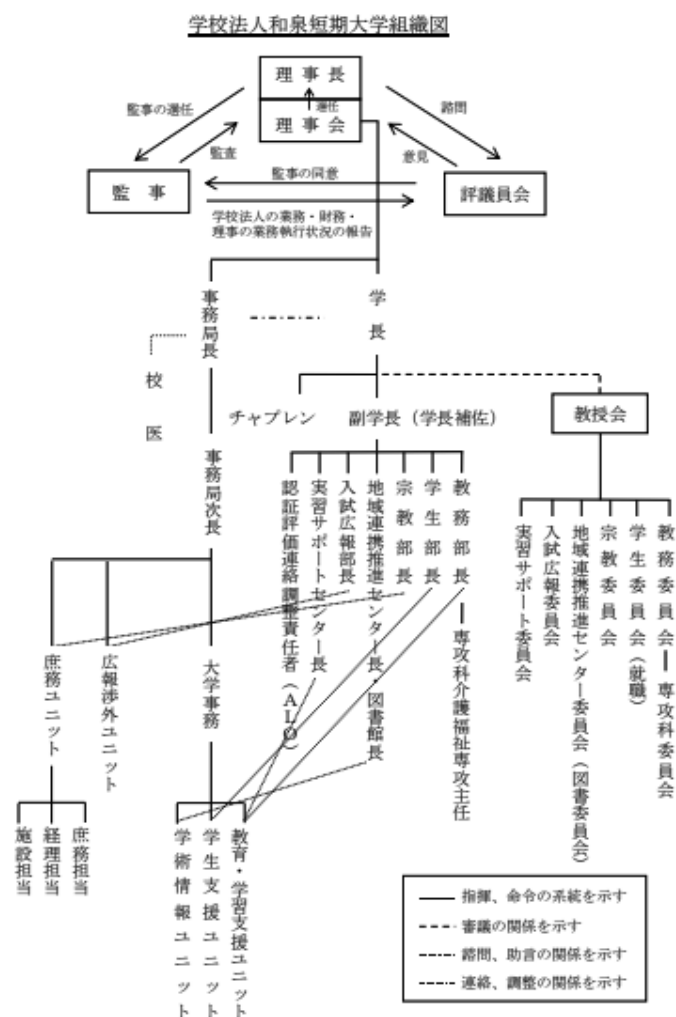 学校法人和泉短期大学組織図
理事長
選任
理事会
監事の選任
監査
諮問
意見
監事
監事の同意
評議員会
学校法人の業務・財務・
理事の業務執行状況の報告
事務局長
学長
校医
チャプレン
副学長（学長補佐）
教授会
事務局次長
認証評価連絡調整責任者（ALO）
実習サポートセンター長
入試広報部長
地域連携推進センター長・図書館長
宗教部長
学生部長
教務部長
専攻科介護福祉専攻主任
実習サポート委員会
入試広報委員会
地域連携推進センター委員会（図書委員会）
宗教委員会
学生委員会（就職）
教務委員会
専攻科委員会
庶務ユニット
広報渉外ユニット
大学事務
施設担当
経理担当
庶務担当
学術情報ユニット
学生支援ユニット
教育・学習支援ユニット
指揮、命令の系統を示す
審議の関係を示す
諮問、助言の関係を示す
連絡、調整の関係を示す